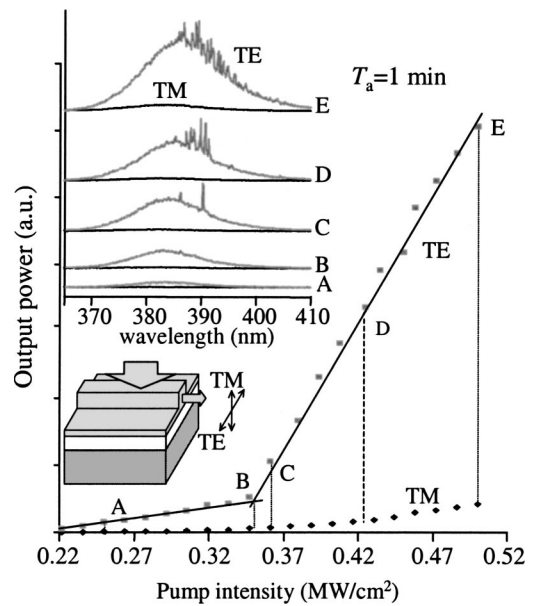 TE
TM
Tₐ=1 min
E
D
C
B
A
370 380 390 400 410
wavelength (nm)
Output power (a.u.)
E
TE
D
TM
TE
B
C
A
TM
0.22 0.27 0.32 0.37 0.42 0.47 0.52
Pump intensity (MW/cm²)